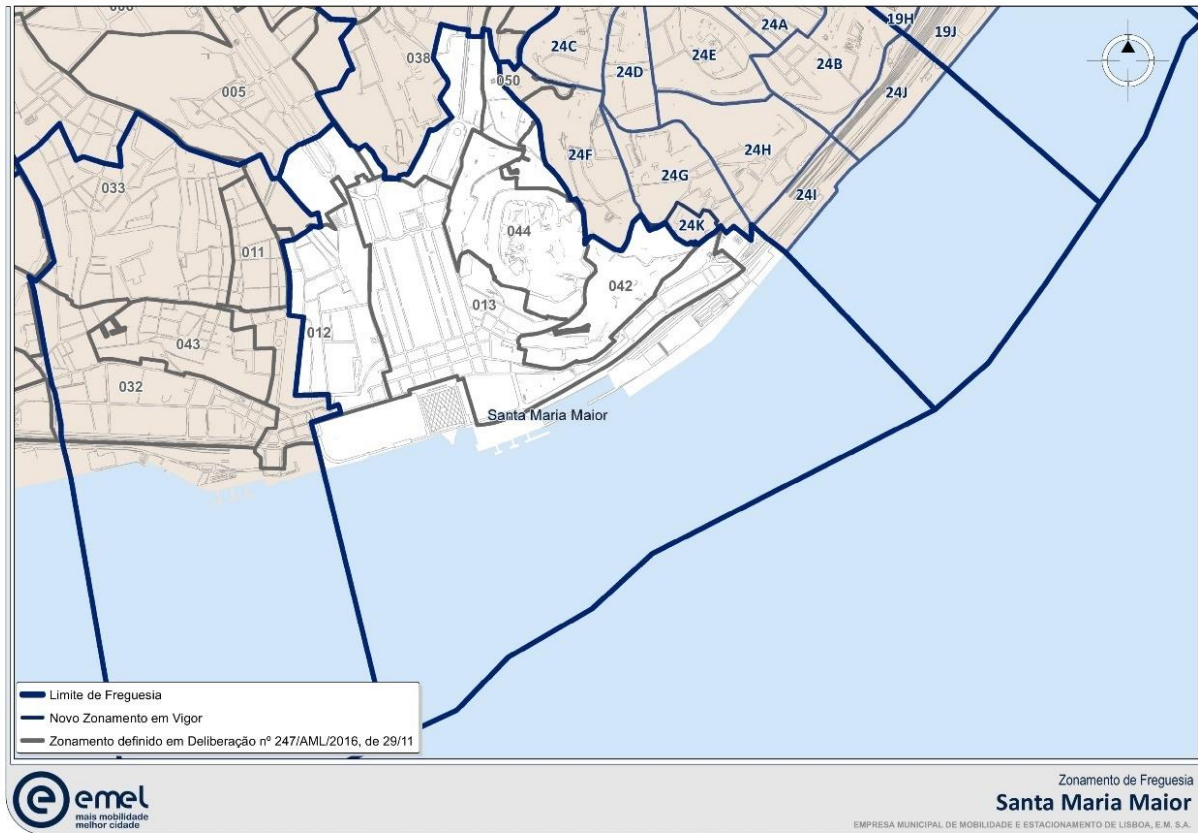 19H
24A
19J
24C
038
24E
24B
24D
050
005
24J
24F
24H
033
24G
24I
24K
044
011
042
013
012
043
032
Santa Maria Maior
Limite de Freguesia
Novo Zonamento em Vigor
Zonamento definido em Deliberação nº 247/AML/2016, de 29/11
emel
mais mobilidade
melhor cidade
Zonamento de Freguesia
Santa Maria Maior
EMPRESA MUNICIPAL DE MOBILIDADE E ESTACIONAMENTO DE LISBOA, E.M. S.A.